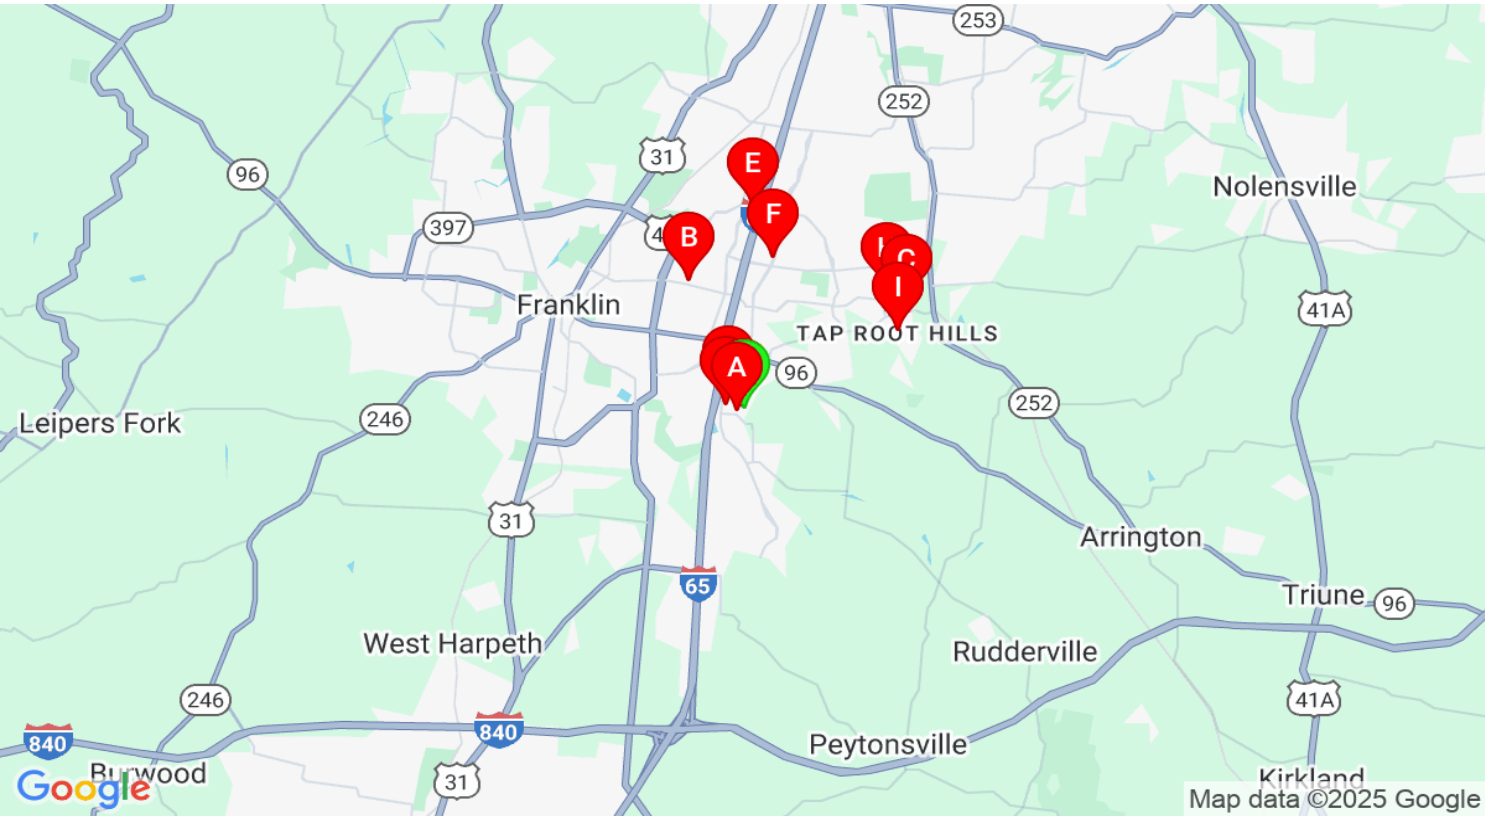 253
252
31
E
96
Nolensville
F
397
4
B
H
C
I
Franklin
41A
TAP ROOT HILLS
A
96
252
246
Leipers Fork
31
Arrington
65
Triune
96
West Harpeth
Rudderville
246
41A
840
840
Peytonsville
Burwood
31
Kirkland
Google
Map data ©2025 Google